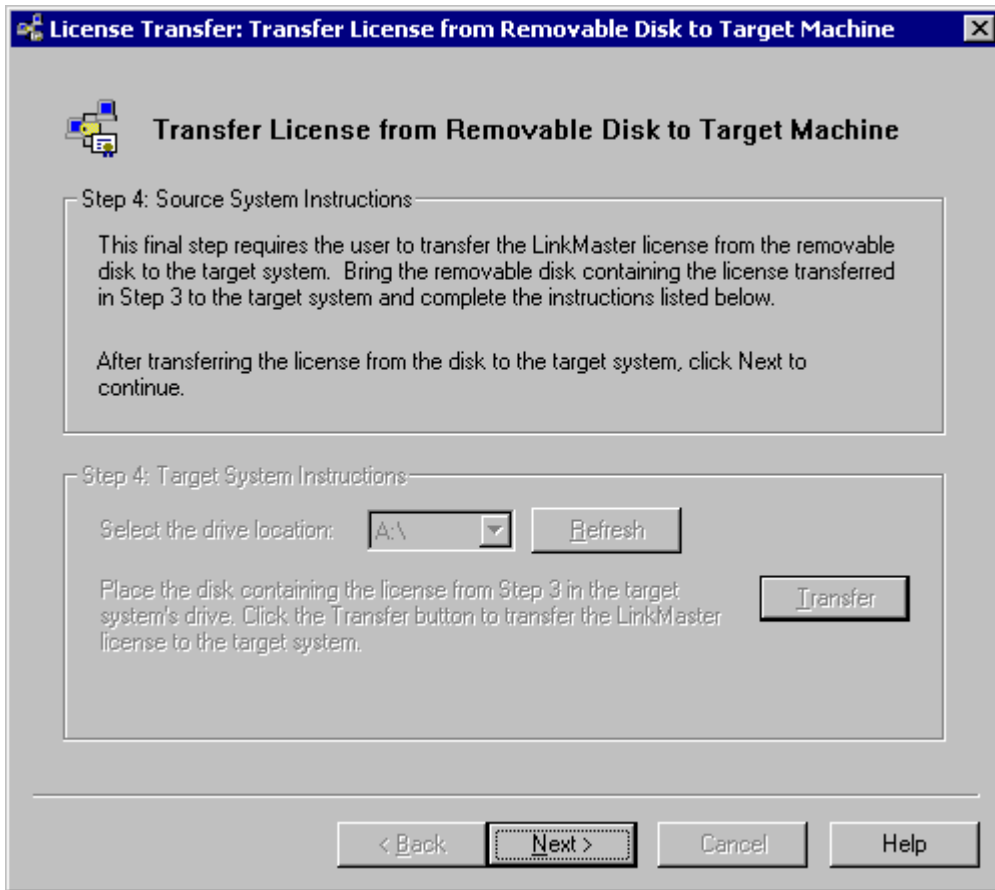 License Transfer: Transfer License from Removable Disk to Target Machine
Transfer License from Removable Disk to Target Machine
Step 4: Source System Instructions
This final step requires the user to transfer the LinkMaster license from the removable
disk to the target system.  Bring the removable disk containing the license transferred
in Step 3 to the target system and complete the instructions listed below.
After transferring the license from the disk to the target system, click Next to
continue.
Step 4: Target System Instructions
Select the drive location: A:\ Refresh
Place the disk containing the license from Step 3 in the target
system's drive. Click the Transfer button to transfer the LinkMaster
license to the target system.
Transfer
< Back Next > Cancel Help